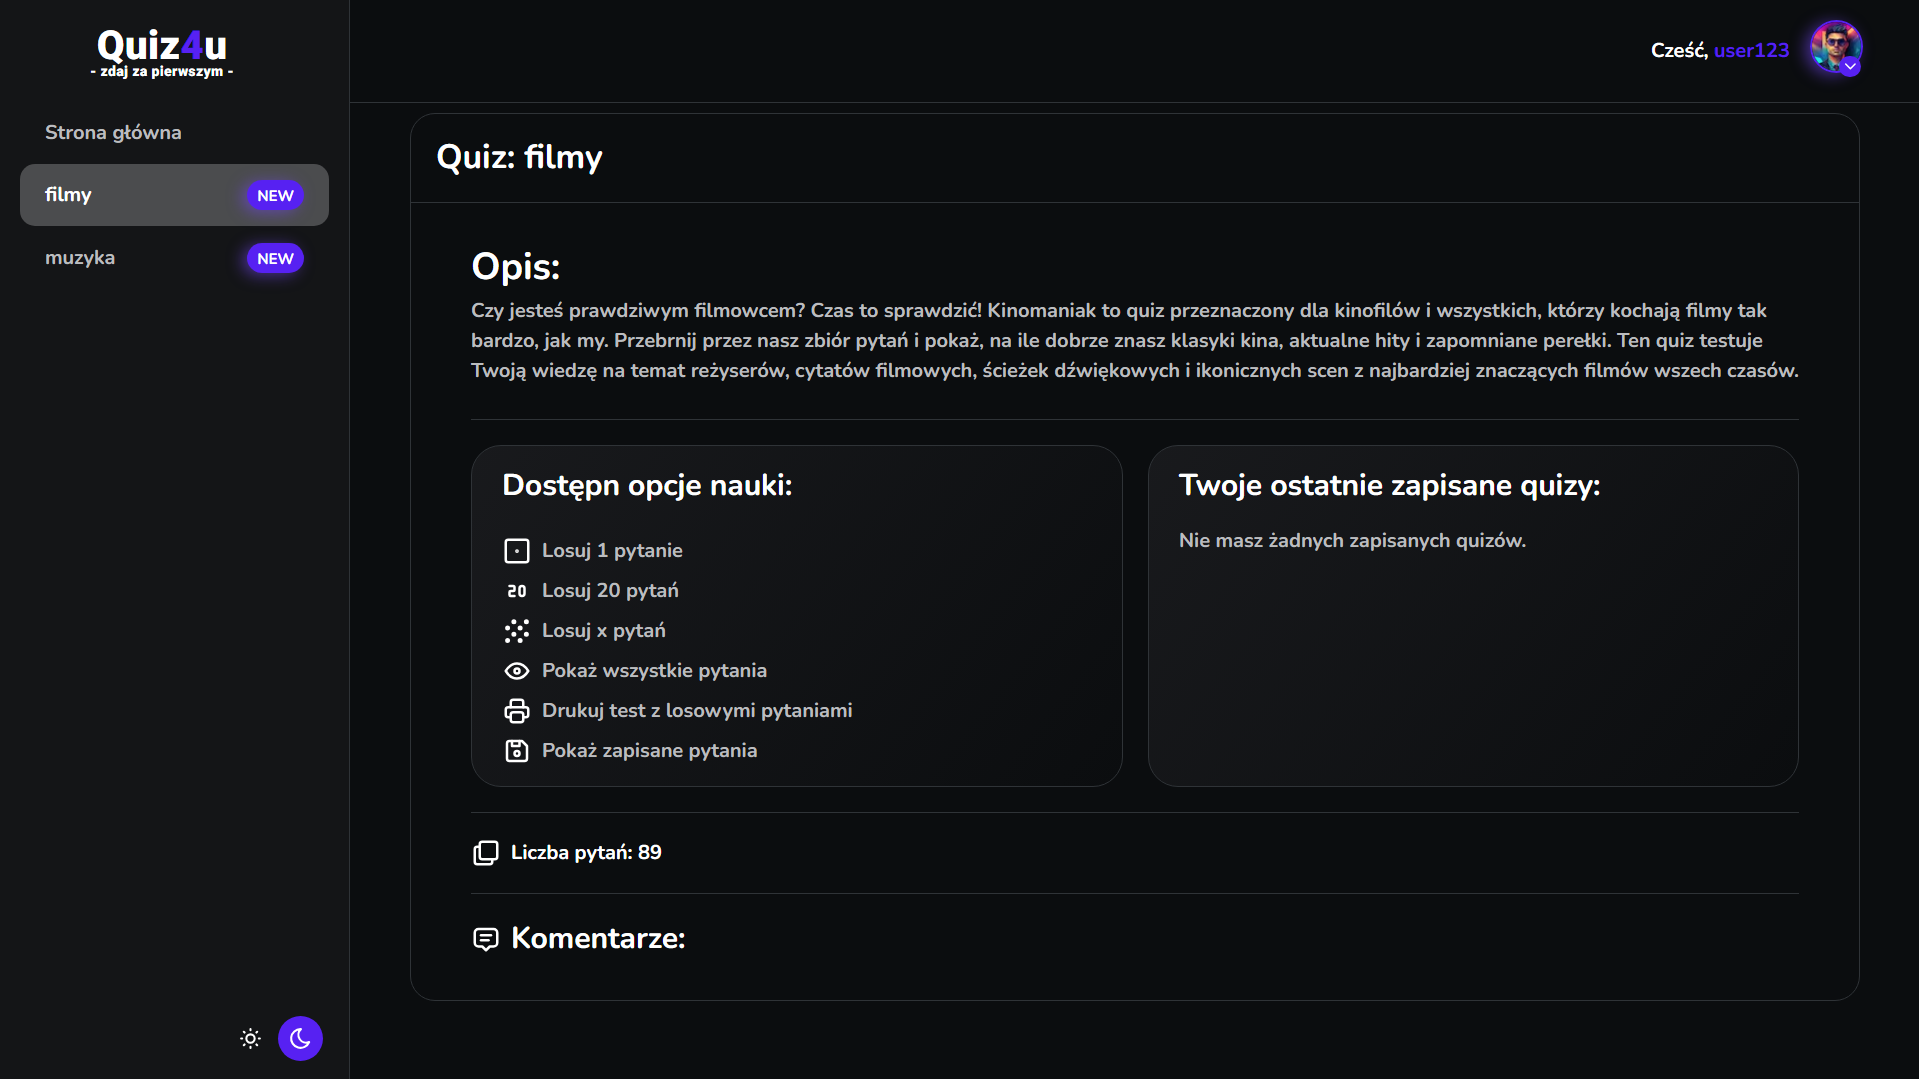 Quiz4u
- zdaj za pierwszym -
Strona główna
filmy NEW
muzyka NEW
Cześć, user123
Quiz: filmy
Opis:
Czy jesteś prawdziwym filmowcem? Czas to sprawdzić! Kinomaniak to quiz przeznaczony dla kinofilów i wszystkich, którzy kochają filmy tak
bardzo, jak my. Przebrnij przez nasz zbiór pytań i pokaż, na ile dobrze znasz klasyki kina, aktualne hity i zapomniane perełki. Ten quiz testuje
Twoją wiedzę na temat reżyserów, cytatów filmowych, ścieżek dźwiękowych i ikonicznych scen z najbardziej znaczących filmów wszech czasów.
Dostępn opcje nauki:
Losuj 1 pytanie
20 Losuj 20 pytań
Losuj x pytań
Pokaż wszystkie pytania
Drukuj test z losowymi pytaniami
Pokaż zapisane pytania
Twoje ostatnie zapisane quizy:
Nie masz żadnych zapisanych quizów.
Liczba pytań: 89
Komentarze: